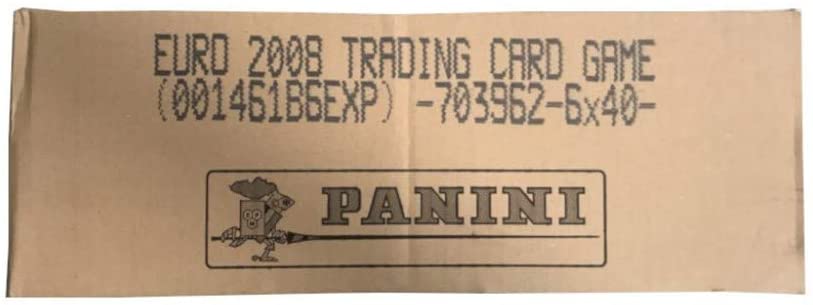 EURO 2008 TRADING CARD GAME
(001461B6EXP) -703962-6x40-
PANINI